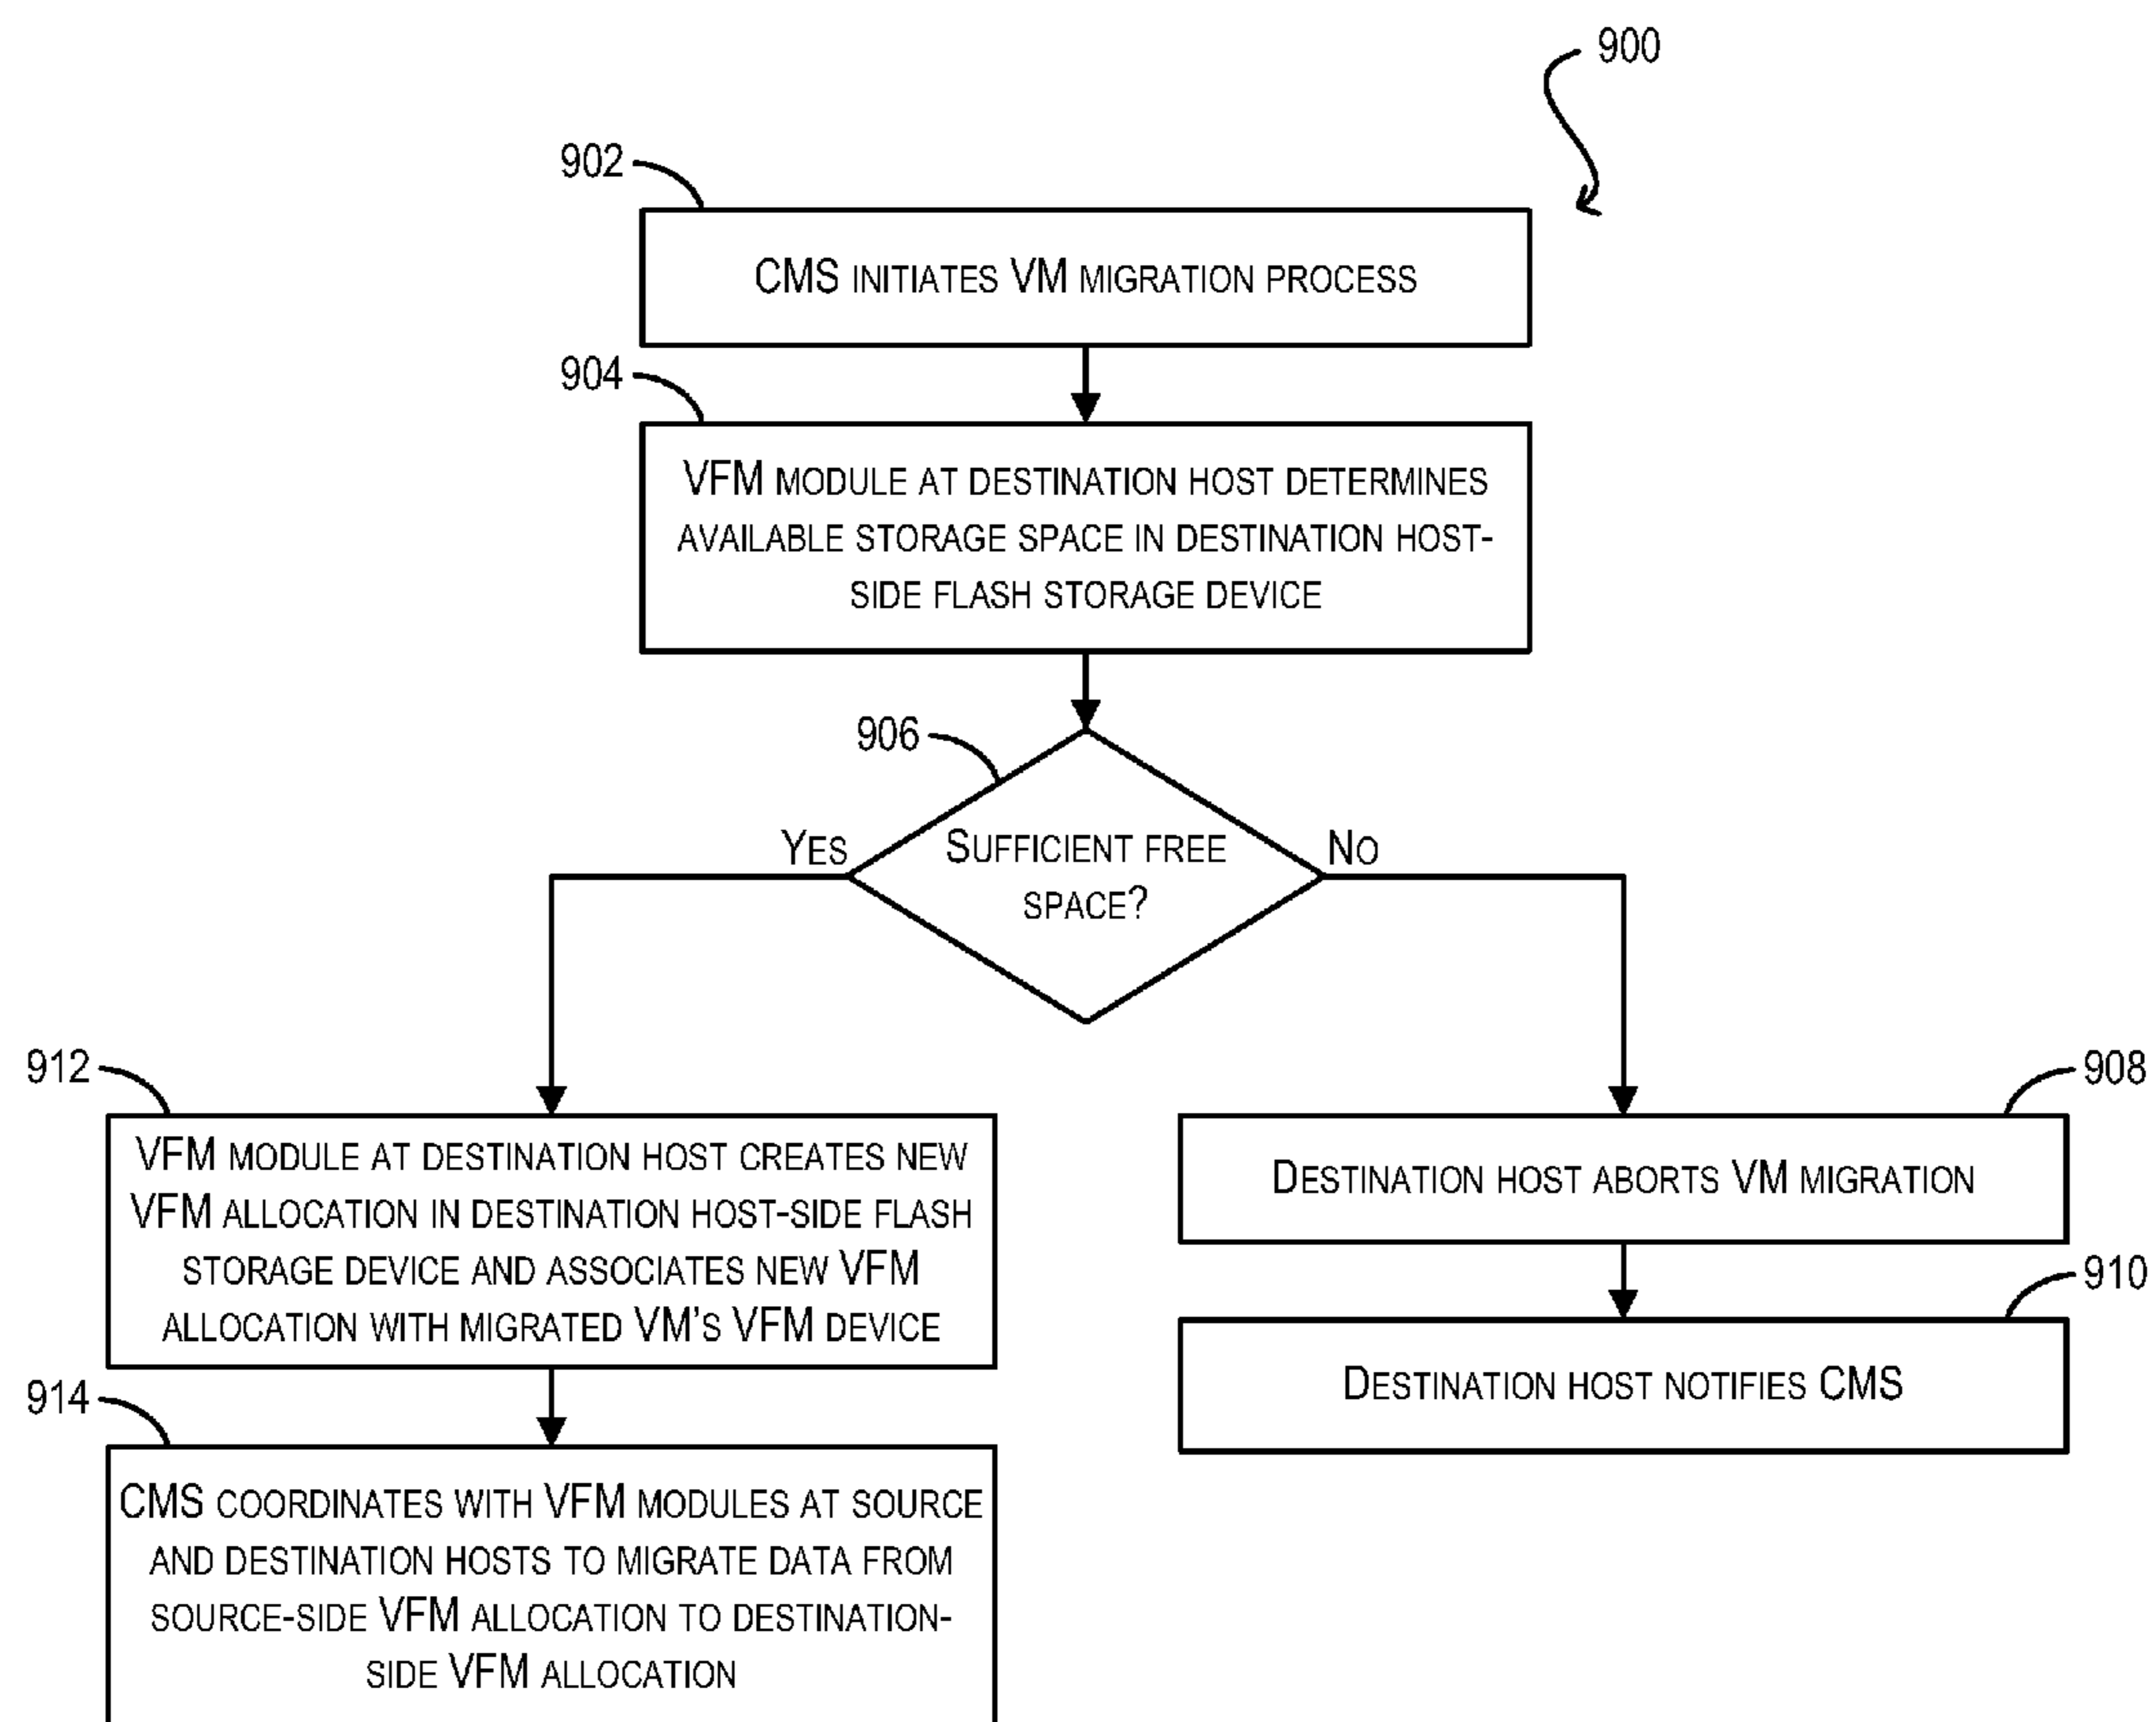 900
902
CMS INITIATES VM MIGRATION PROCESS
904
VFM MODULE AT DESTINATION HOST DETERMINES
AVAILABLE STORAGE SPACE IN DESTINATION HOST-
SIDE FLASH STORAGE DEVICE
906
YES
SUFFICIENT FREE
SPACE?
NO
912
VFM MODULE AT DESTINATION HOST CREATES NEW
VFM ALLOCATION IN DESTINATION HOST-SIDE FLASH
STORAGE DEVICE AND ASSOCIATES NEW VFM
ALLOCATION WITH MIGRATED VM'S VFM DEVICE
908
DESTINATION HOST ABORTS VM MIGRATION
910
DESTINATION HOST NOTIFIES CMS
914
CMS COORDINATES WITH VFM MODULES AT SOURCE
AND DESTINATION HOSTS TO MIGRATE DATA FROM
SOURCE-SIDE VFM ALLOCATION TO DESTINATION-
SIDE VFM ALLOCATION